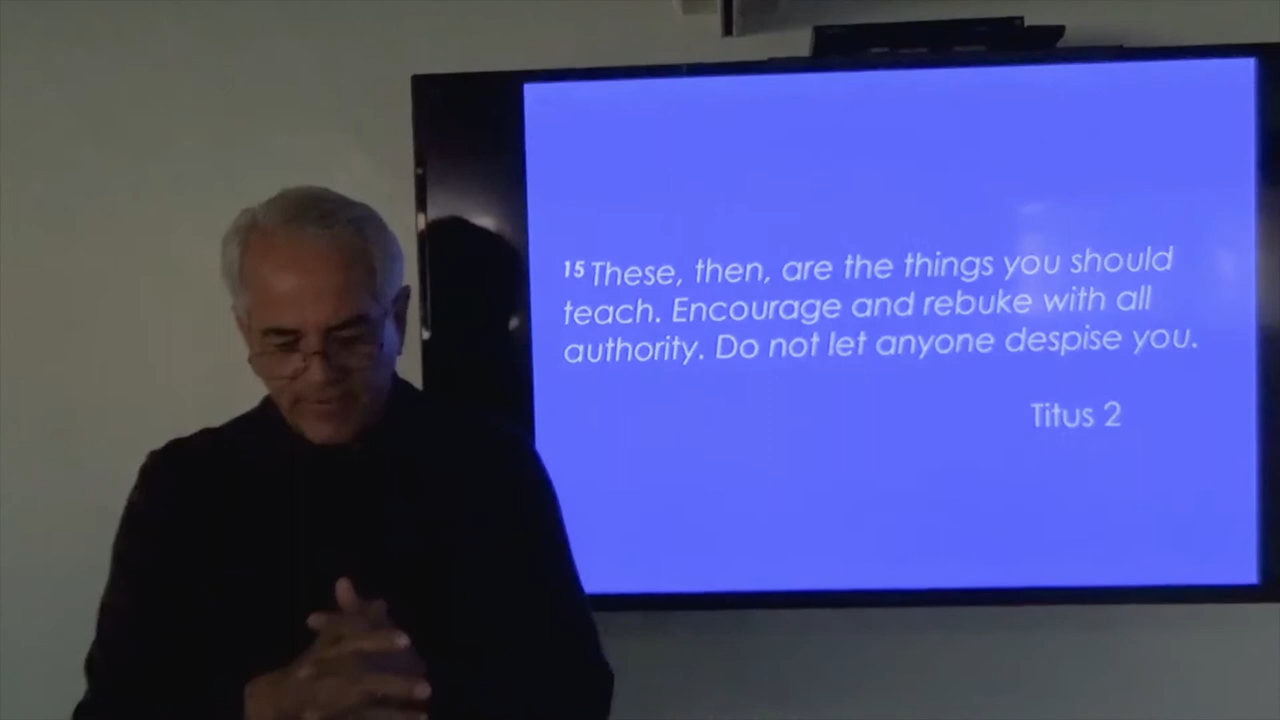 15 These, then, are the things you should
teach. Encourage and rebuke with all
authority. Do not let anyone despise you.
Titus 2